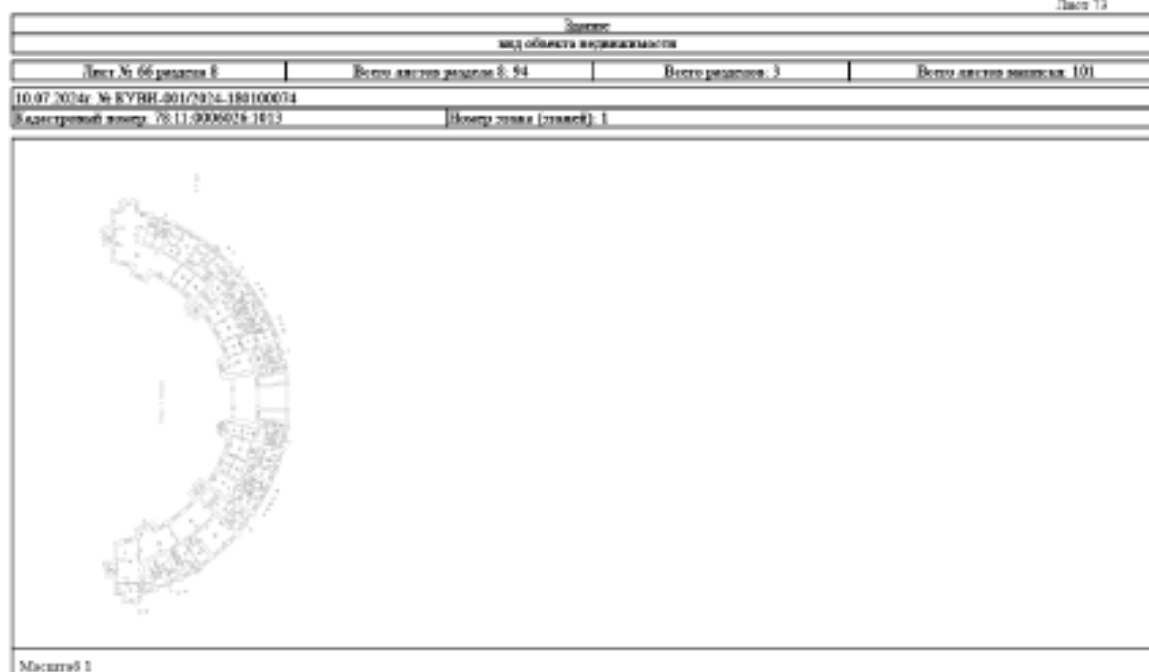 Лист 73
Здание
вид объекта недвижимости
Лист № 66 раздела 8 Всего листов раздела 8: 94 Всего разделов: 3 Всего листов выписки: 101
10.07.2024г. № КУВИ-001/2024-180100074
Кадастровый номер: 78:11:0006026:1013 Номер этажа (этажей): 1
Масштаб 1